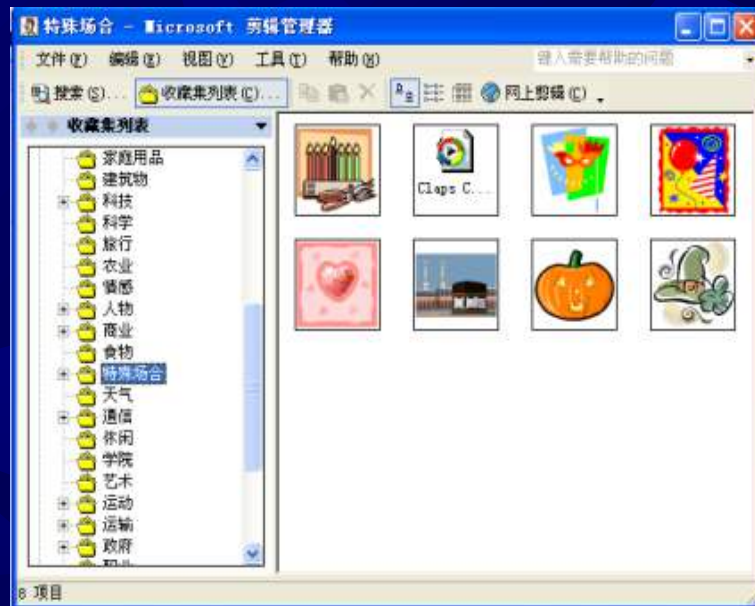 特殊场合 - Microsoft 剪辑管理器
文件(F) 编辑(E) 视图(V) 工具(T) 帮助(H) 键入需要帮助的问题
搜索(S)... 收藏集列表(C)... 网上剪辑(C)
收藏集列表
家庭用品
建筑物
科技
科学
旅行
农业
情感
人物
商业
食物
特殊场合
天气
通信
休闲
学院
艺术
运动
运输
政府
Claps C...
8 项目